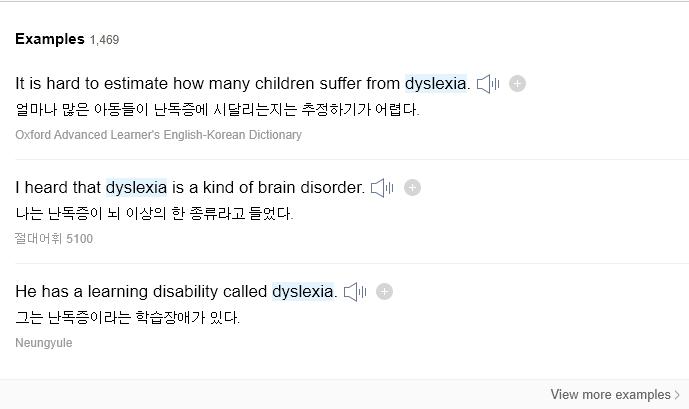 Examples 1,469
It is hard to estimate how many children suffer from dyslexia.
얼마나 많은 아동들이 난독증에 시달리는지는 추정하기가 어렵다.
Oxford Advanced Learner's English-Korean Dictionary
I heard that dyslexia is a kind of brain disorder.
나는 난독증이 뇌 이상의 한 종류라고 들었다.
절대어휘 5100
He has a learning disability called dyslexia.
그는 난독증이라는 학습장애가 있다.
Neungyule
View more examples